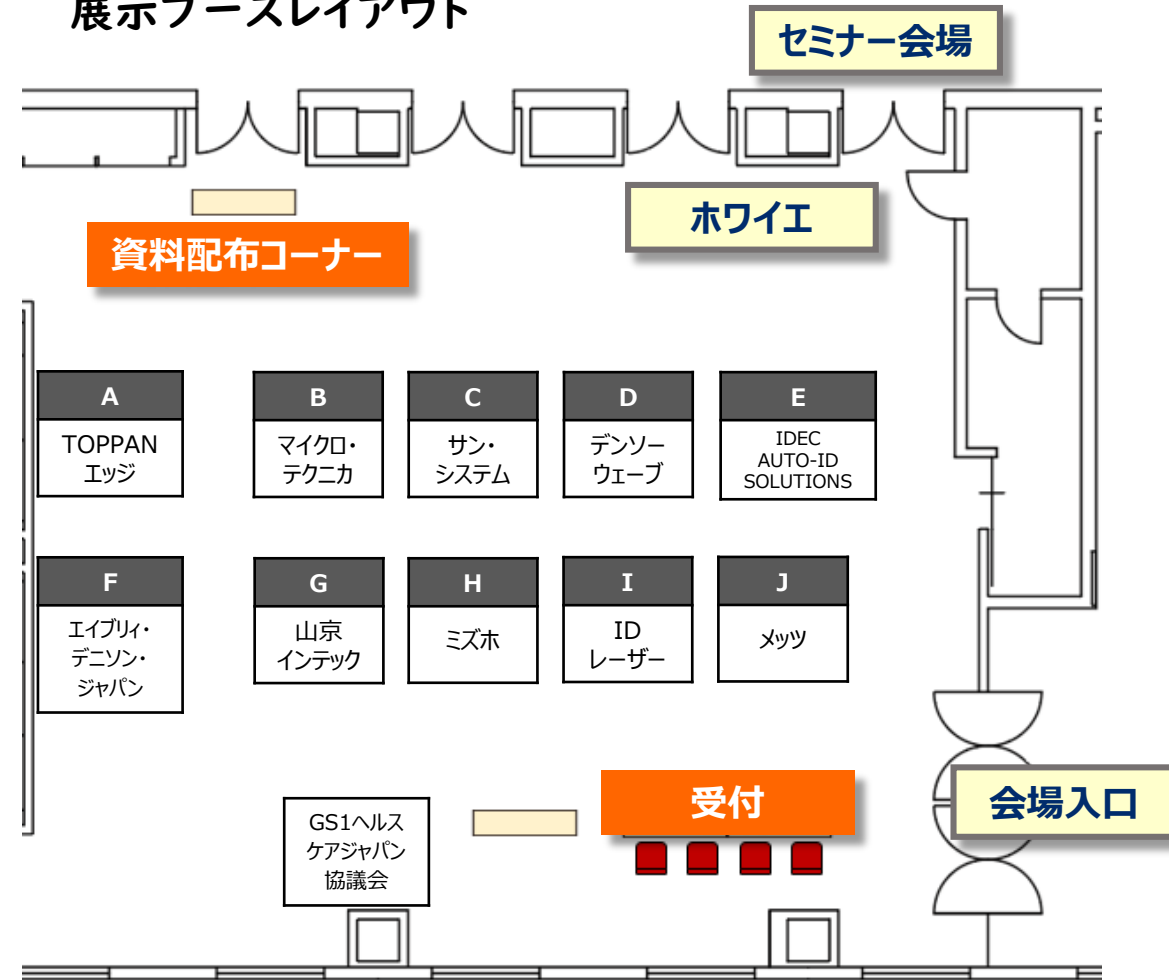 展示ブースレイアウト
セミナー会場
ホワイエ
資料配布コーナー
A
TOPPAN
エッジ
B
マイクロ・
テクニカ
C
サン・
システム
D
デンソー
ウェーブ
E
IDEC
AUTO-ID
SOLUTIONS
F
エイブリィ・
デニソン・
ジャパン
G
山京
インテック
H
ミズホ
I
ID
レーザー
J
メッツ
受付
会場入口
GS1ヘルス
ケアジャパン
協議会